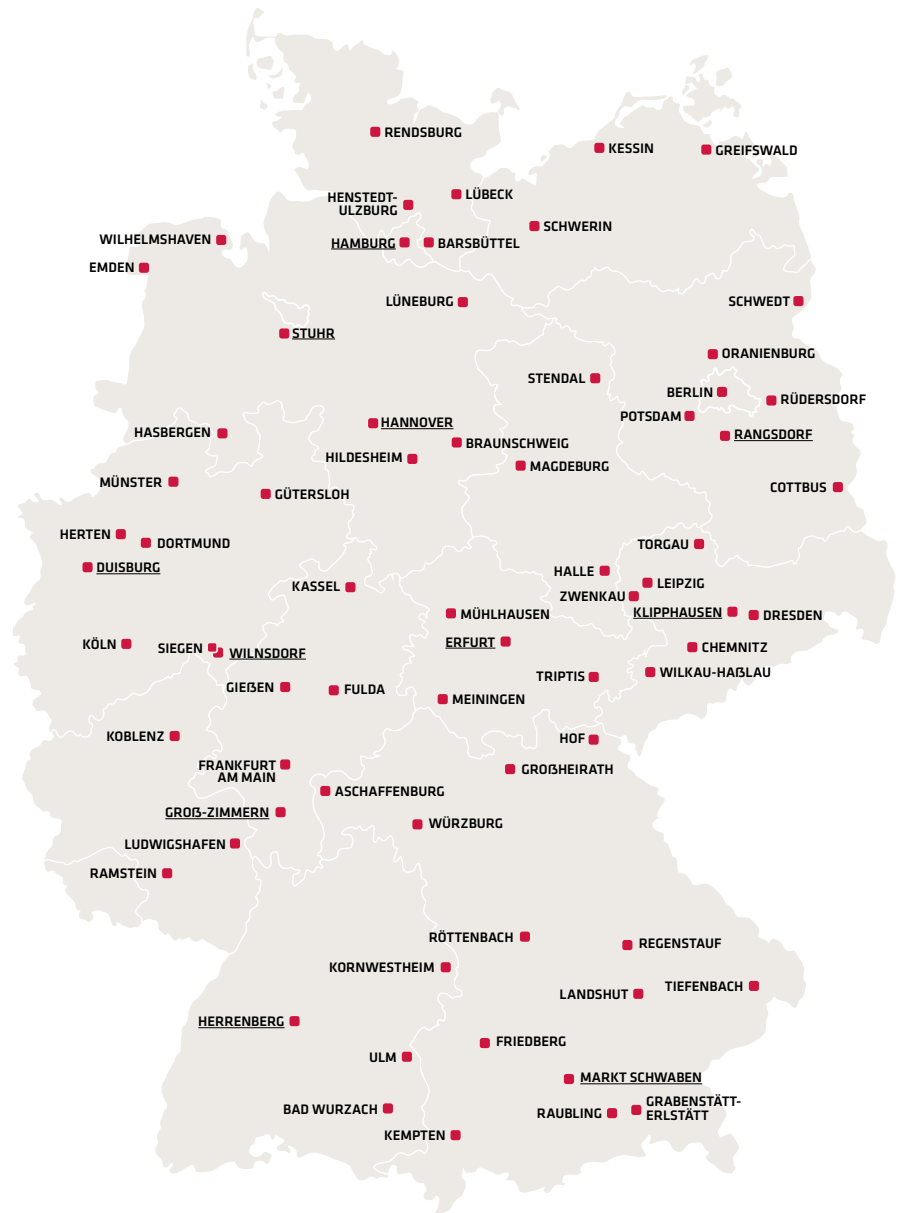 RENDSBURG
KESSIN
GREIFSWALD
HENSTEDT-
ULZBURG
LÜBECK
SCHWERIN
WILHELMSHAVEN
HAMBURG
BARSBÜTTEL
EMDEN
LÜNEBURG
SCHWEDT
STUHR
ORANIENBURG
STENDAL
BERLIN
RÜDERSDORF
POTSDAM
HANNOVER
RANGSDORF
HASBERGEN
BRAUNSCHWEIG
HILDESHEIM
MAGDEBURG
MÜNSTER
GÜTERSLOH
COTTBUS
HERTEN
DORTMUND
TORGAU
DUISBURG
HALLE
LEIPZIG
KASSEL
ZWENKAU
MÜHLHAUSEN
KLIPPHAUSEN
DRESDEN
KÖLN
SIEGEN
WILNSDORF
ERFURT
CHEMNITZ
TRIPTIS
WILKAU-HAßLAU
GIEßEN
FULDA
MEININGEN
KOBLENZ
HOF
FRANKFURT
AM MAIN
GROßHEIRATH
ASCHAFFENBURG
GROß-ZIMMERN
WÜRZBURG
LUDWIGSHAFEN
RAMSTEIN
RÖTTENBACH
REGENSTAUF
KORNWESTHEIM
TIEFENBACH
LANDSHUT
HERRENBERG
FRIEDBERG
ULM
MARKT SCHWABEN
BAD WURZACH
RAUBLING
GRABENSTÄTT-
ERLSTÄTT
KEMPTEN